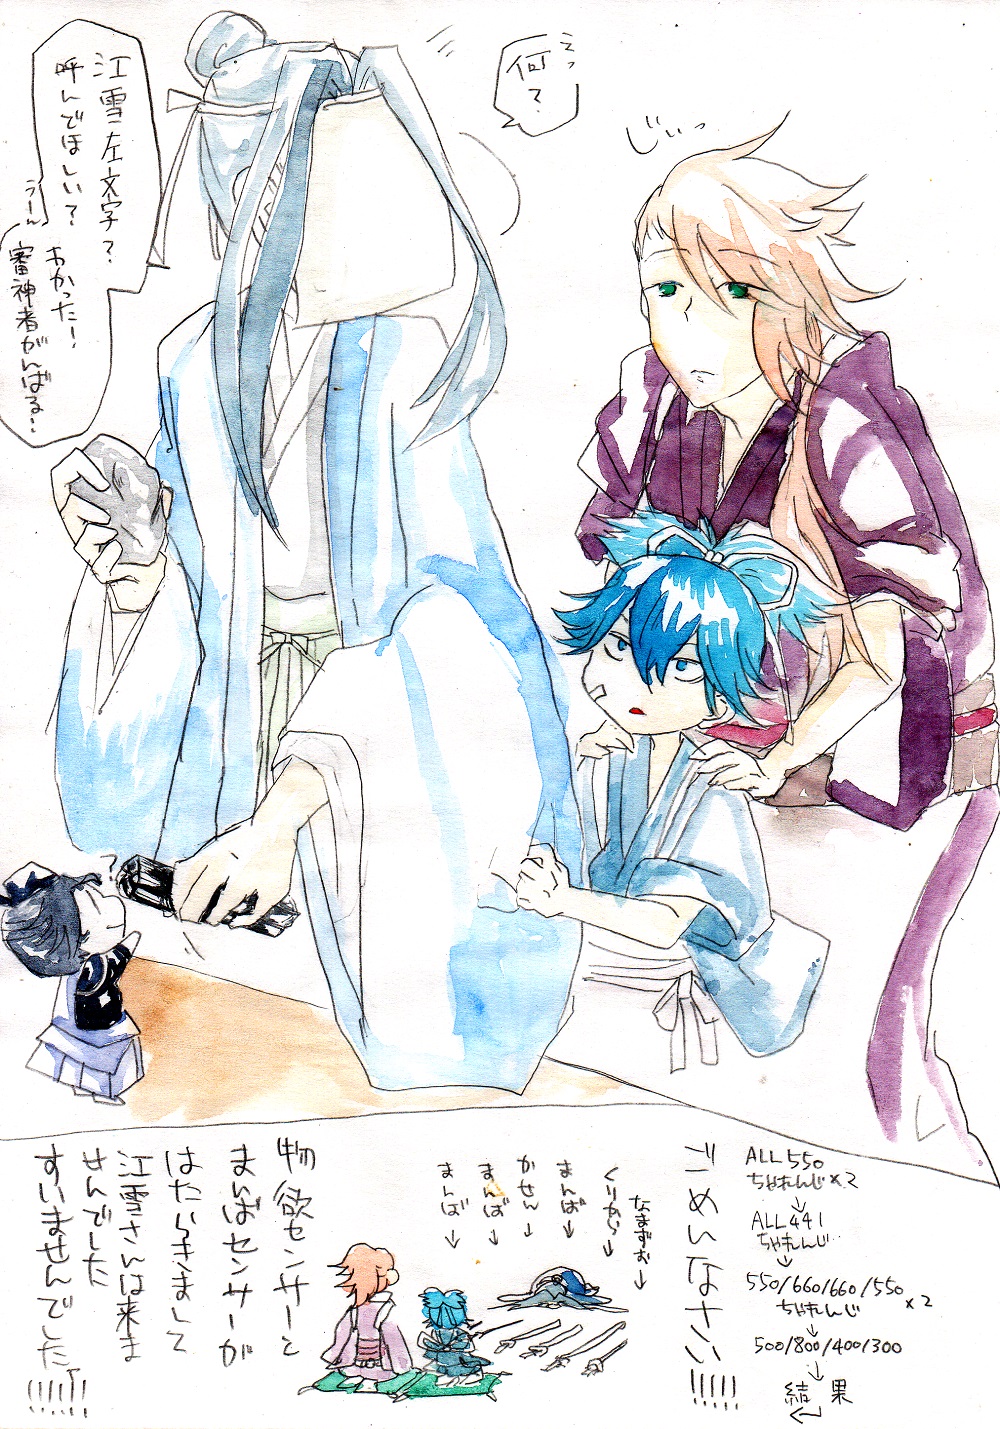 えっ
何て?
じぃっ
江雪左文字?
呼んでほしい?
わかった!
うーん
審神者がんばる!
?
ALL 550
ちゃれんじ×2
↓
ALL 441
ちゃれんじ
↓
550/660/660/550
ちゃれんじ ×2
↓
500/800/400/300
↓
結果
←
ごめいなさい!!!!!
なまずお→
くりから→
まんば→
かせん→
まんば→
まんば→
物欲センサーと
まんばセンサーが
はたらきまして
江雪さんは来ま
せんでした
すいませんでしたァ!!!!!!